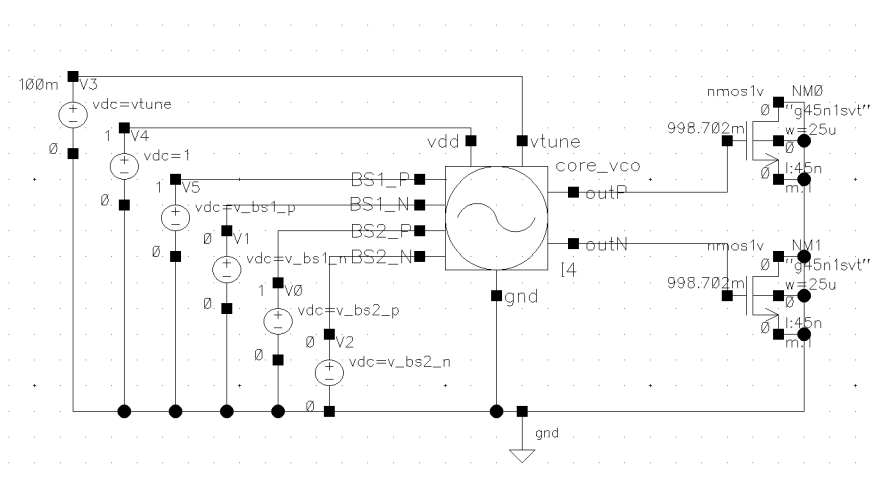 100m V3
vdc=vtune
0
1 V4
vdc=1
0
1 V5
vdc=v_bs1_p
0
0 V1
vdc=v_bs1_n
0
1 V0
vdc=v_bs2_p
0
V2
vdc=v_bs2_n
0
vdd
vtune
core_vco
BS1_P
BS1_N
BS2_P
BS2_N
outP
outN
I4
gnd
gnd
nmos1v NM0
0 "g45n1svt"
998.702m w=25u
0
0 l:45n
m:1
nmos1v NM1
0 "g45n1svt"
998.702m w=25u
0
0 l:45n
m:1